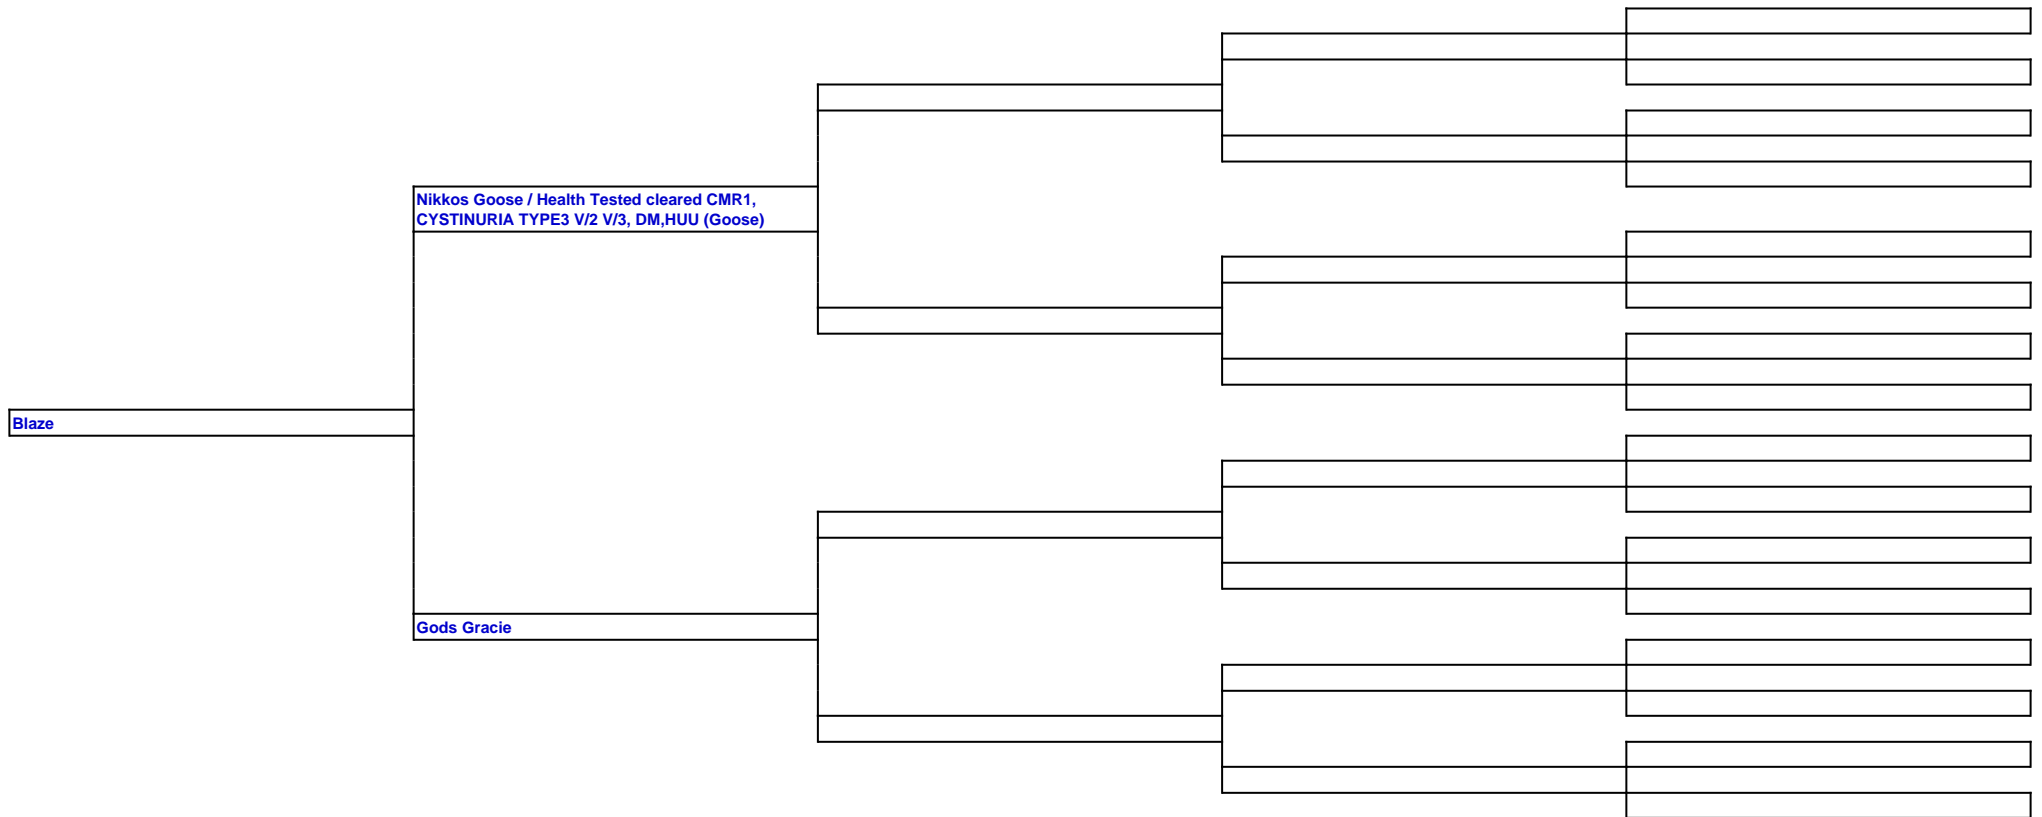 Nikkos Goose / Health Tested cleared CMR1,
CYSTINURIA TYPE3 V/2 V/3, DM,HUU (Goose)
Blaze
Gods Gracie